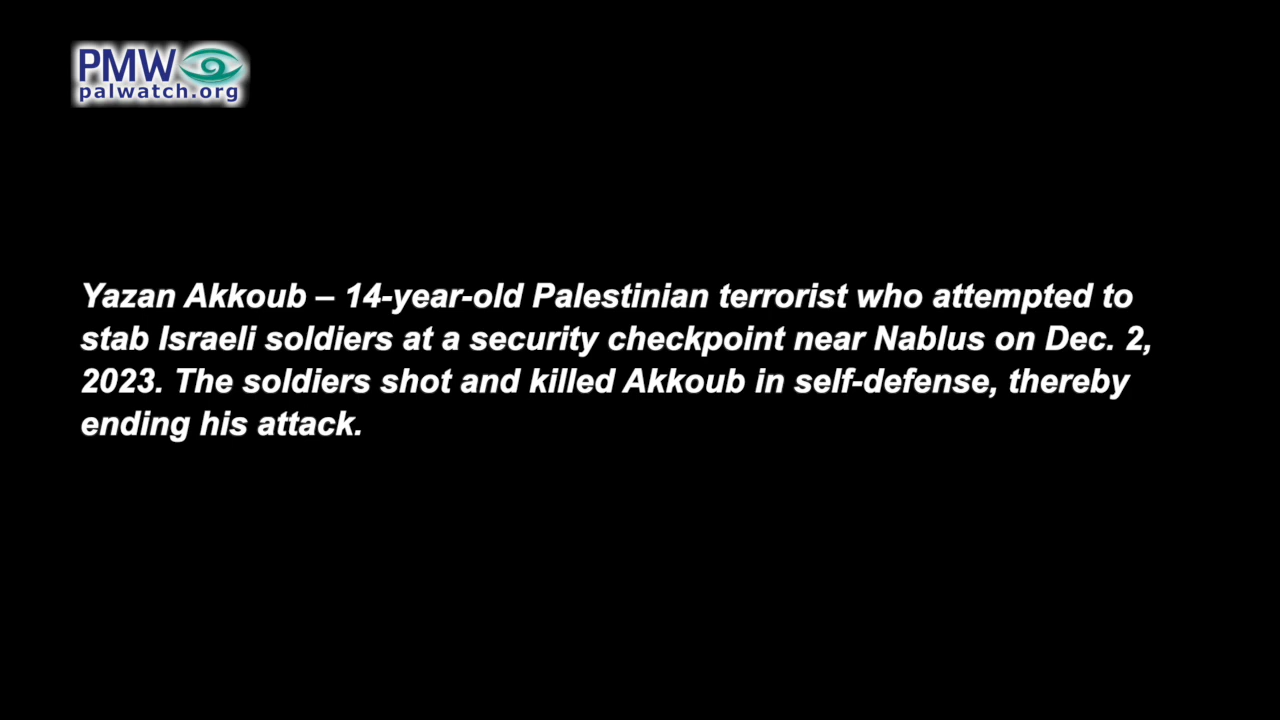 PMW
palwatch.org
Yazan Akkoub – 14-year-old Palestinian terrorist who attempted to
stab Israeli soldiers at a security checkpoint near Nablus on Dec. 2,
2023. The soldiers shot and killed Akkoub in self-defense, thereby
ending his attack.